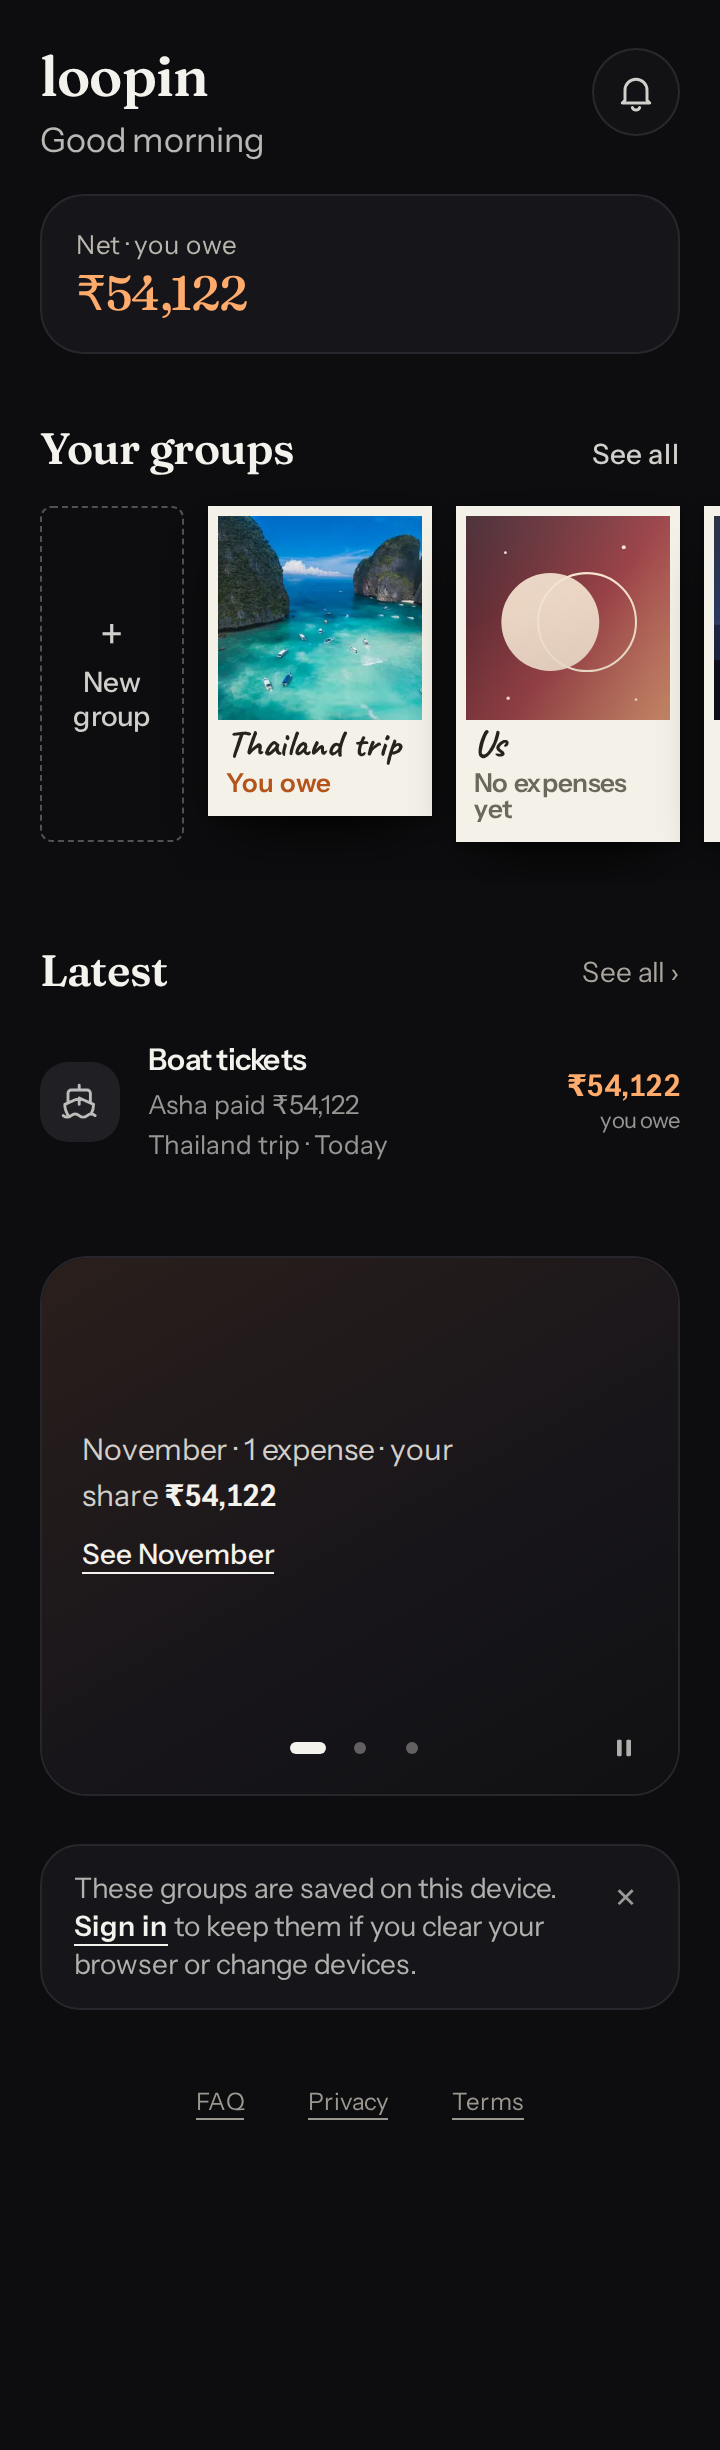 loopin
Good morning
Net · you owe
₹54,122
Your groups
See all
+
New
group
Thailand trip
You owe
Us
No expenses
yet
Latest
See all ›
Boat tickets
Asha paid ₹54,122
Thailand trip · Today
₹54,122
you owe
November · 1 expense · your
share ₹54,122
See November
These groups are saved on this device.
Sign in to keep them if you clear your
browser or change devices.
FAQ
Privacy
Terms